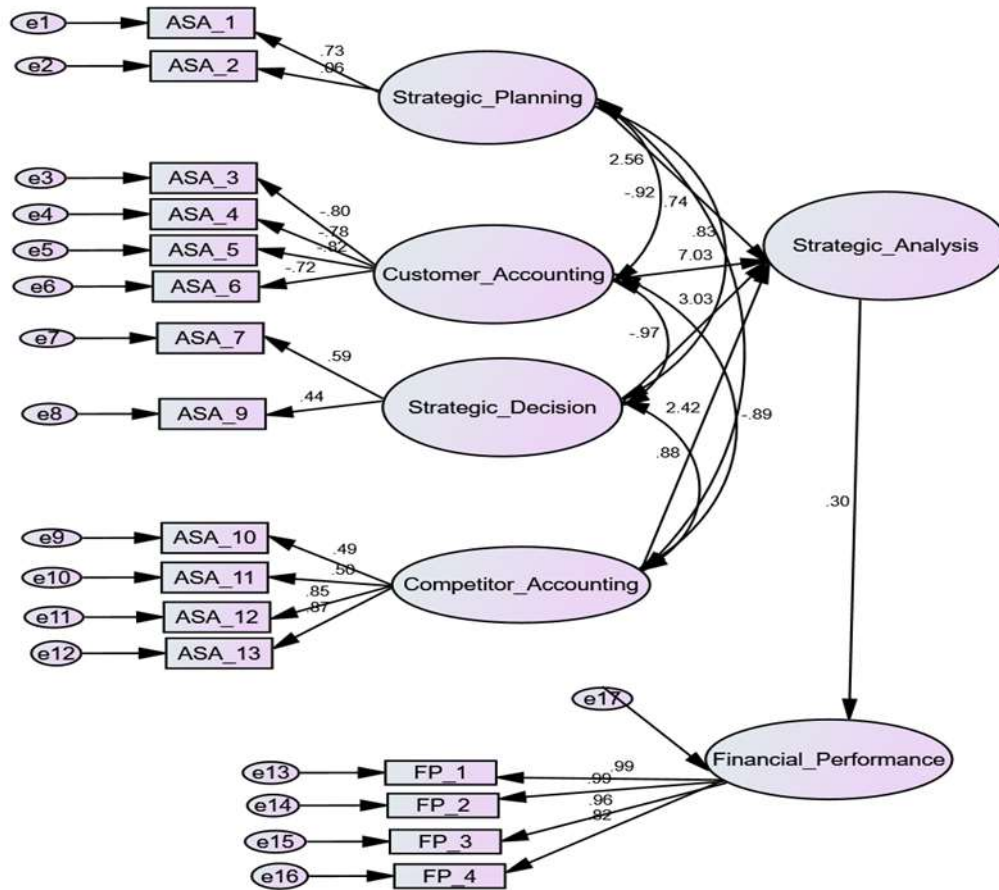 e1
ASA_1
.73
e2
ASA_2
.06
Strategic_Planning
e3
ASA_3
-.80
e4
ASA_4
-.78
e5
ASA_5
-.82
e6
ASA_6
-.72
Customer_Accounting
2.56
-.92
.74
.83
7.03
Strategic_Analysis
3.03
-.97
e7
ASA_7
.59
e8
ASA_9
.44
Strategic_Decision
2.42
-.89
.88
.30
e9
ASA_10
.49
e10
ASA_11
.50
e11
ASA_12
.85
e12
ASA_13
.87
Competitor_Accounting
e17
Financial_Performance
e13
FP_1
.99
e14
FP_2
.99
e15
FP_3
.96
e16
FP_4
.82